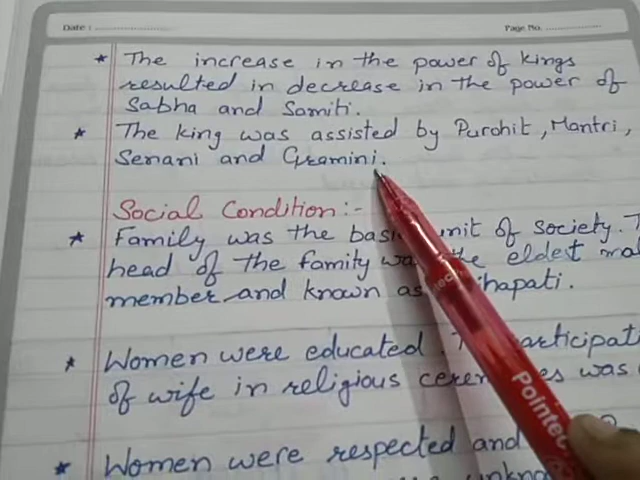 Date :
Page No.
* The increase in the power of kings
resulted in decrease in the power of
Sabha and Samiti.
* The king was assisted by Purohit, Mantri,
Senani and Gramini.
Social Condition:-
* Family was the basic unit of society.
head of the family was the eldest
member and known as
* Women were educated.
of wife in religious ceremonies was
* Women were respected and
Pointec